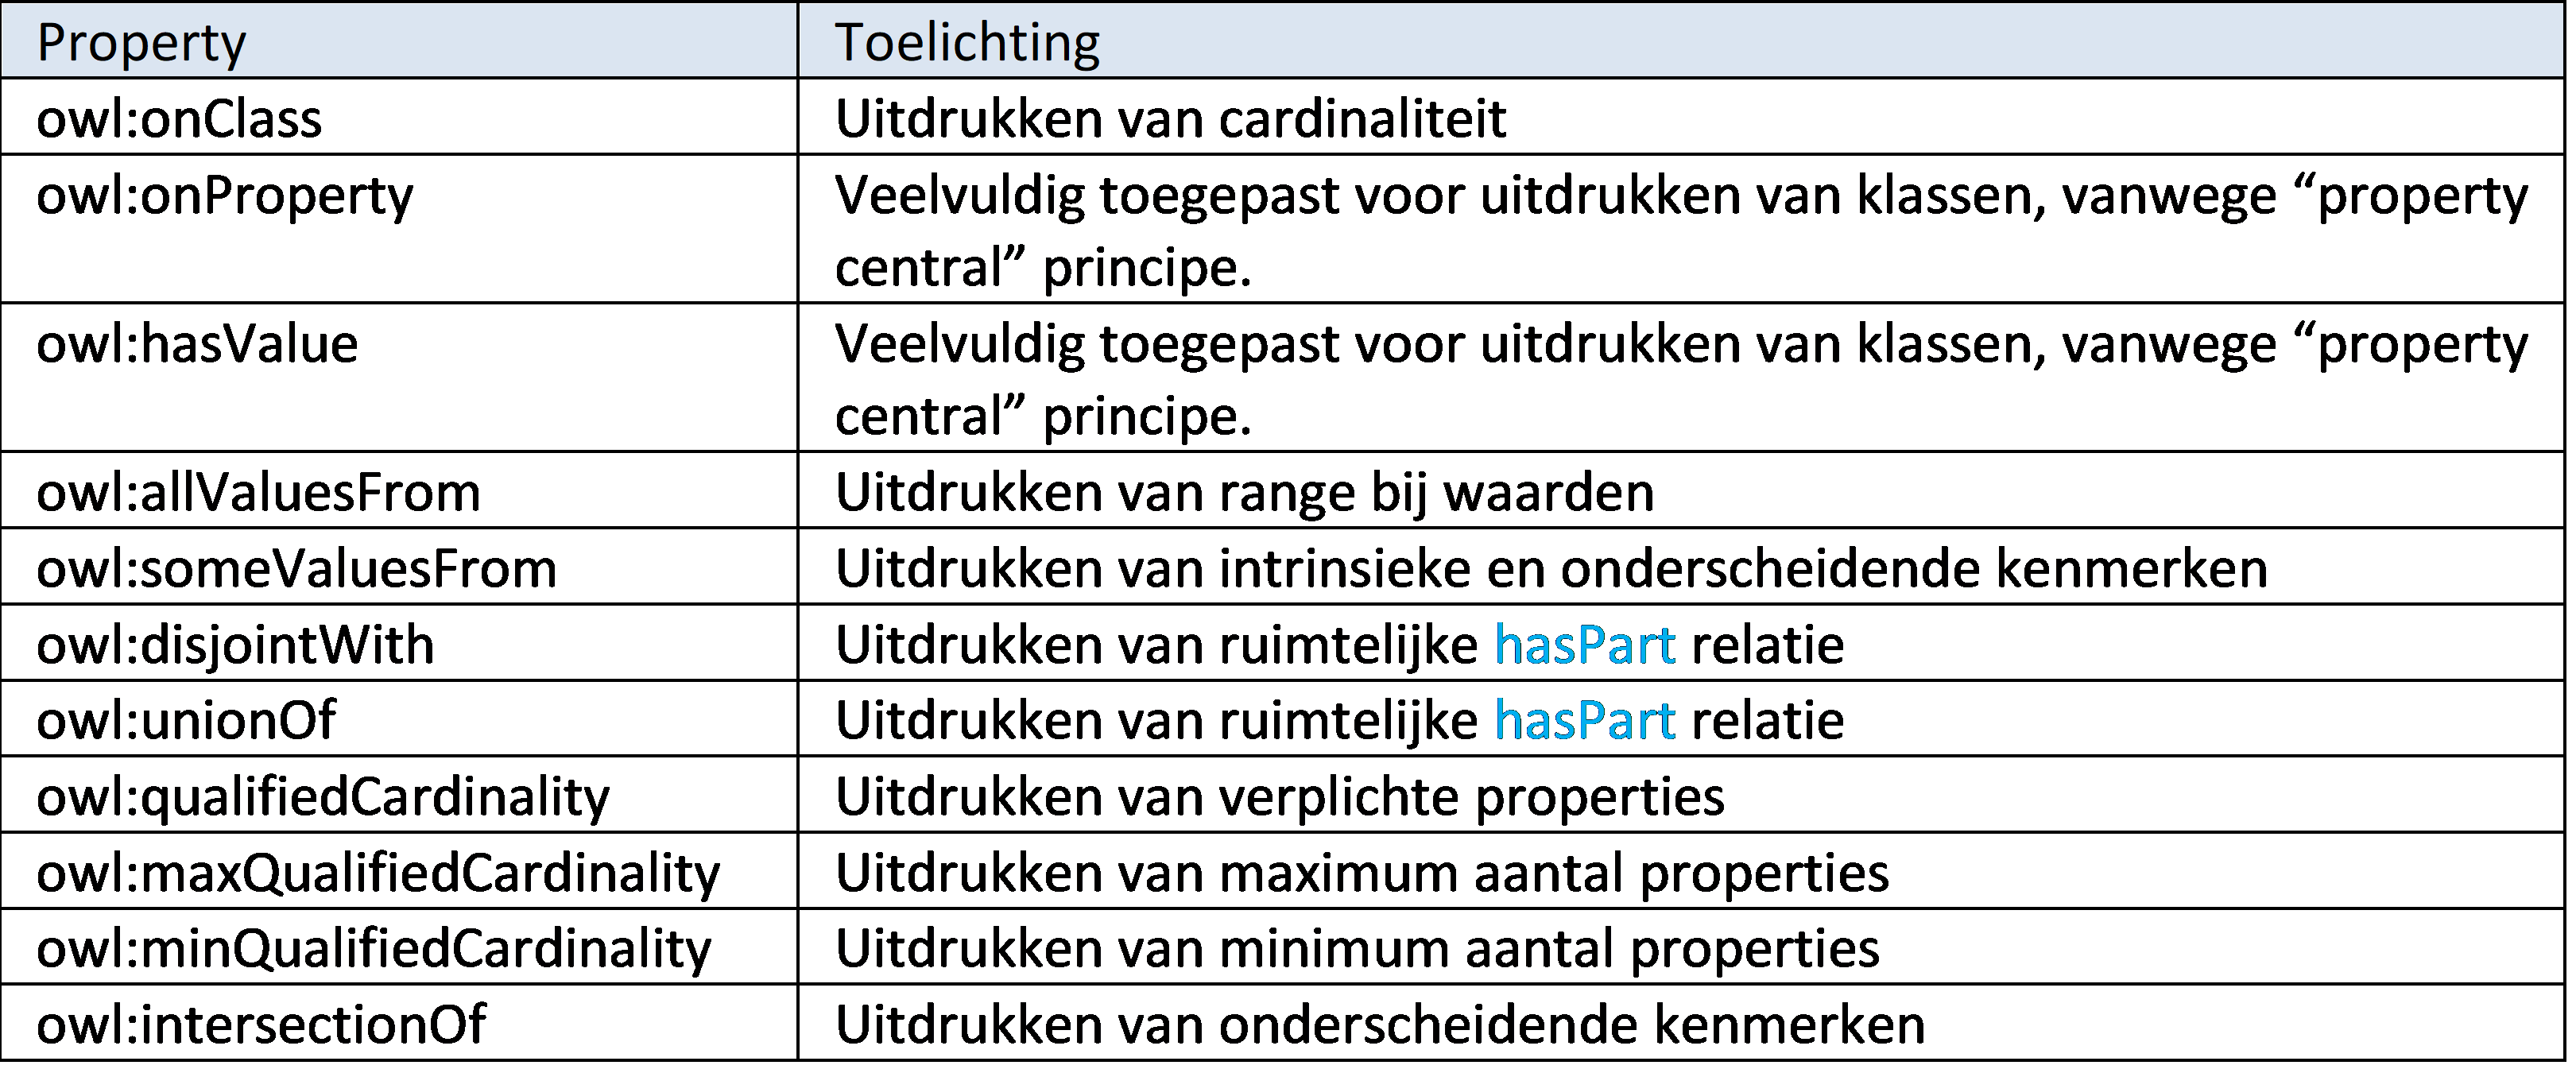 Property Toelichting
owl:onClass Uitdrukken van cardinaliteit
owl:onProperty Veelvuldig toegepast voor uitdrukken van klassen, vanwege “property
central” principe.
owl:hasValue Veelvuldig toegepast voor uitdrukken van klassen, vanwege “property
central” principe.
owl:allValuesFrom Uitdrukken van range bij waarden
owl:someValuesFrom Uitdrukken van intrinsieke en onderscheidende kenmerken
owl:disjointWith Uitdrukken van ruimtelijke hasPart relatie
owl:unionOf Uitdrukken van ruimtelijke hasPart relatie
owl:qualifiedCardinality Uitdrukken van verplichte properties
owl:maxQualifiedCardinality Uitdrukken van maximum aantal properties
owl:minQualifiedCardinality Uitdrukken van minimum aantal properties
owl:intersectionOf Uitdrukken van onderscheidende kenmerken